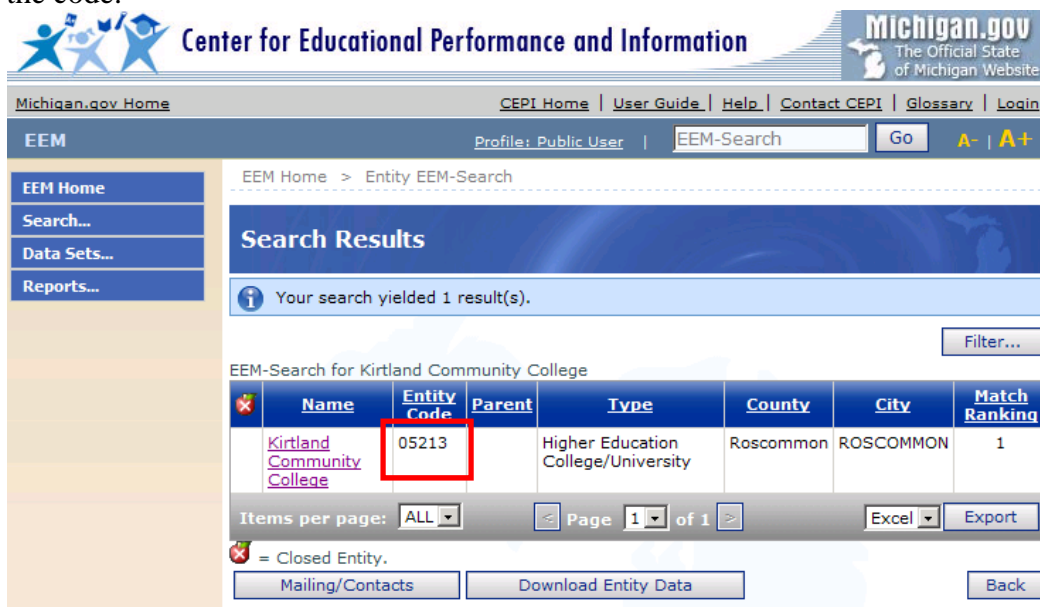 the code.
Center for Educational Performance and Information
Michigan.gov
The Official State
of Michigan Website
Michigan.gov Home
CEPI Home | User Guide | Help | Contact CEPI | Glossary | Login
EEM
Profile: Public User | EEM-Search Go A- | A+
EEM Home
Search...
Data Sets...
Reports...
EEM Home > Entity EEM-Search
Search Results
Your search yielded 1 result(s).
Filter...
EEM-Search for Kirtland Community College
Name Entity Code Parent Type County City Match Ranking
Kirtland Community College 05213 Higher Education College/University Roscommon ROSCOMMON 1
Items per page: ALL < Page 1 of 1 > Excel Export
= Closed Entity.
Mailing/Contacts Download Entity Data Back